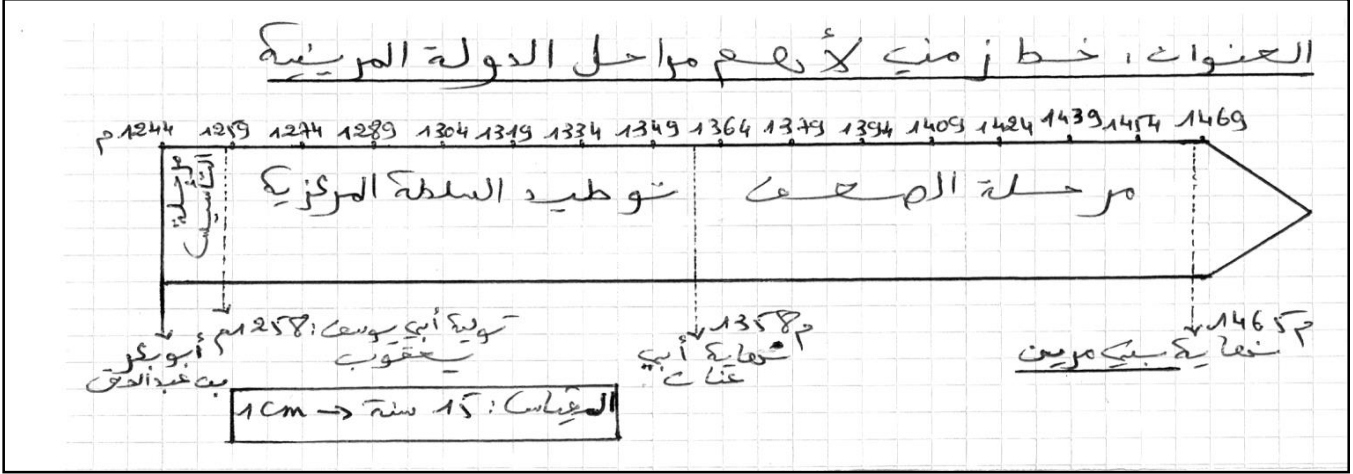 العنوان: خط زمني لأهم مراحل الدولة المرينية
1244م 1259 1274 1289 1304 1319 1334 1349 1364 1379 1394 1409 1424 1439 1454 1469
مرحلة التأسيس
توطيد السلطة المركزية
مرحلة الضعف
أبو بكر
بن عبد الحق
1258م: تولية أبي يوسف
يعقوب
1358م
نهاية أبي
عنان
1465م
نهاية بني مرين
المقياس: 15 سنة → 1cm